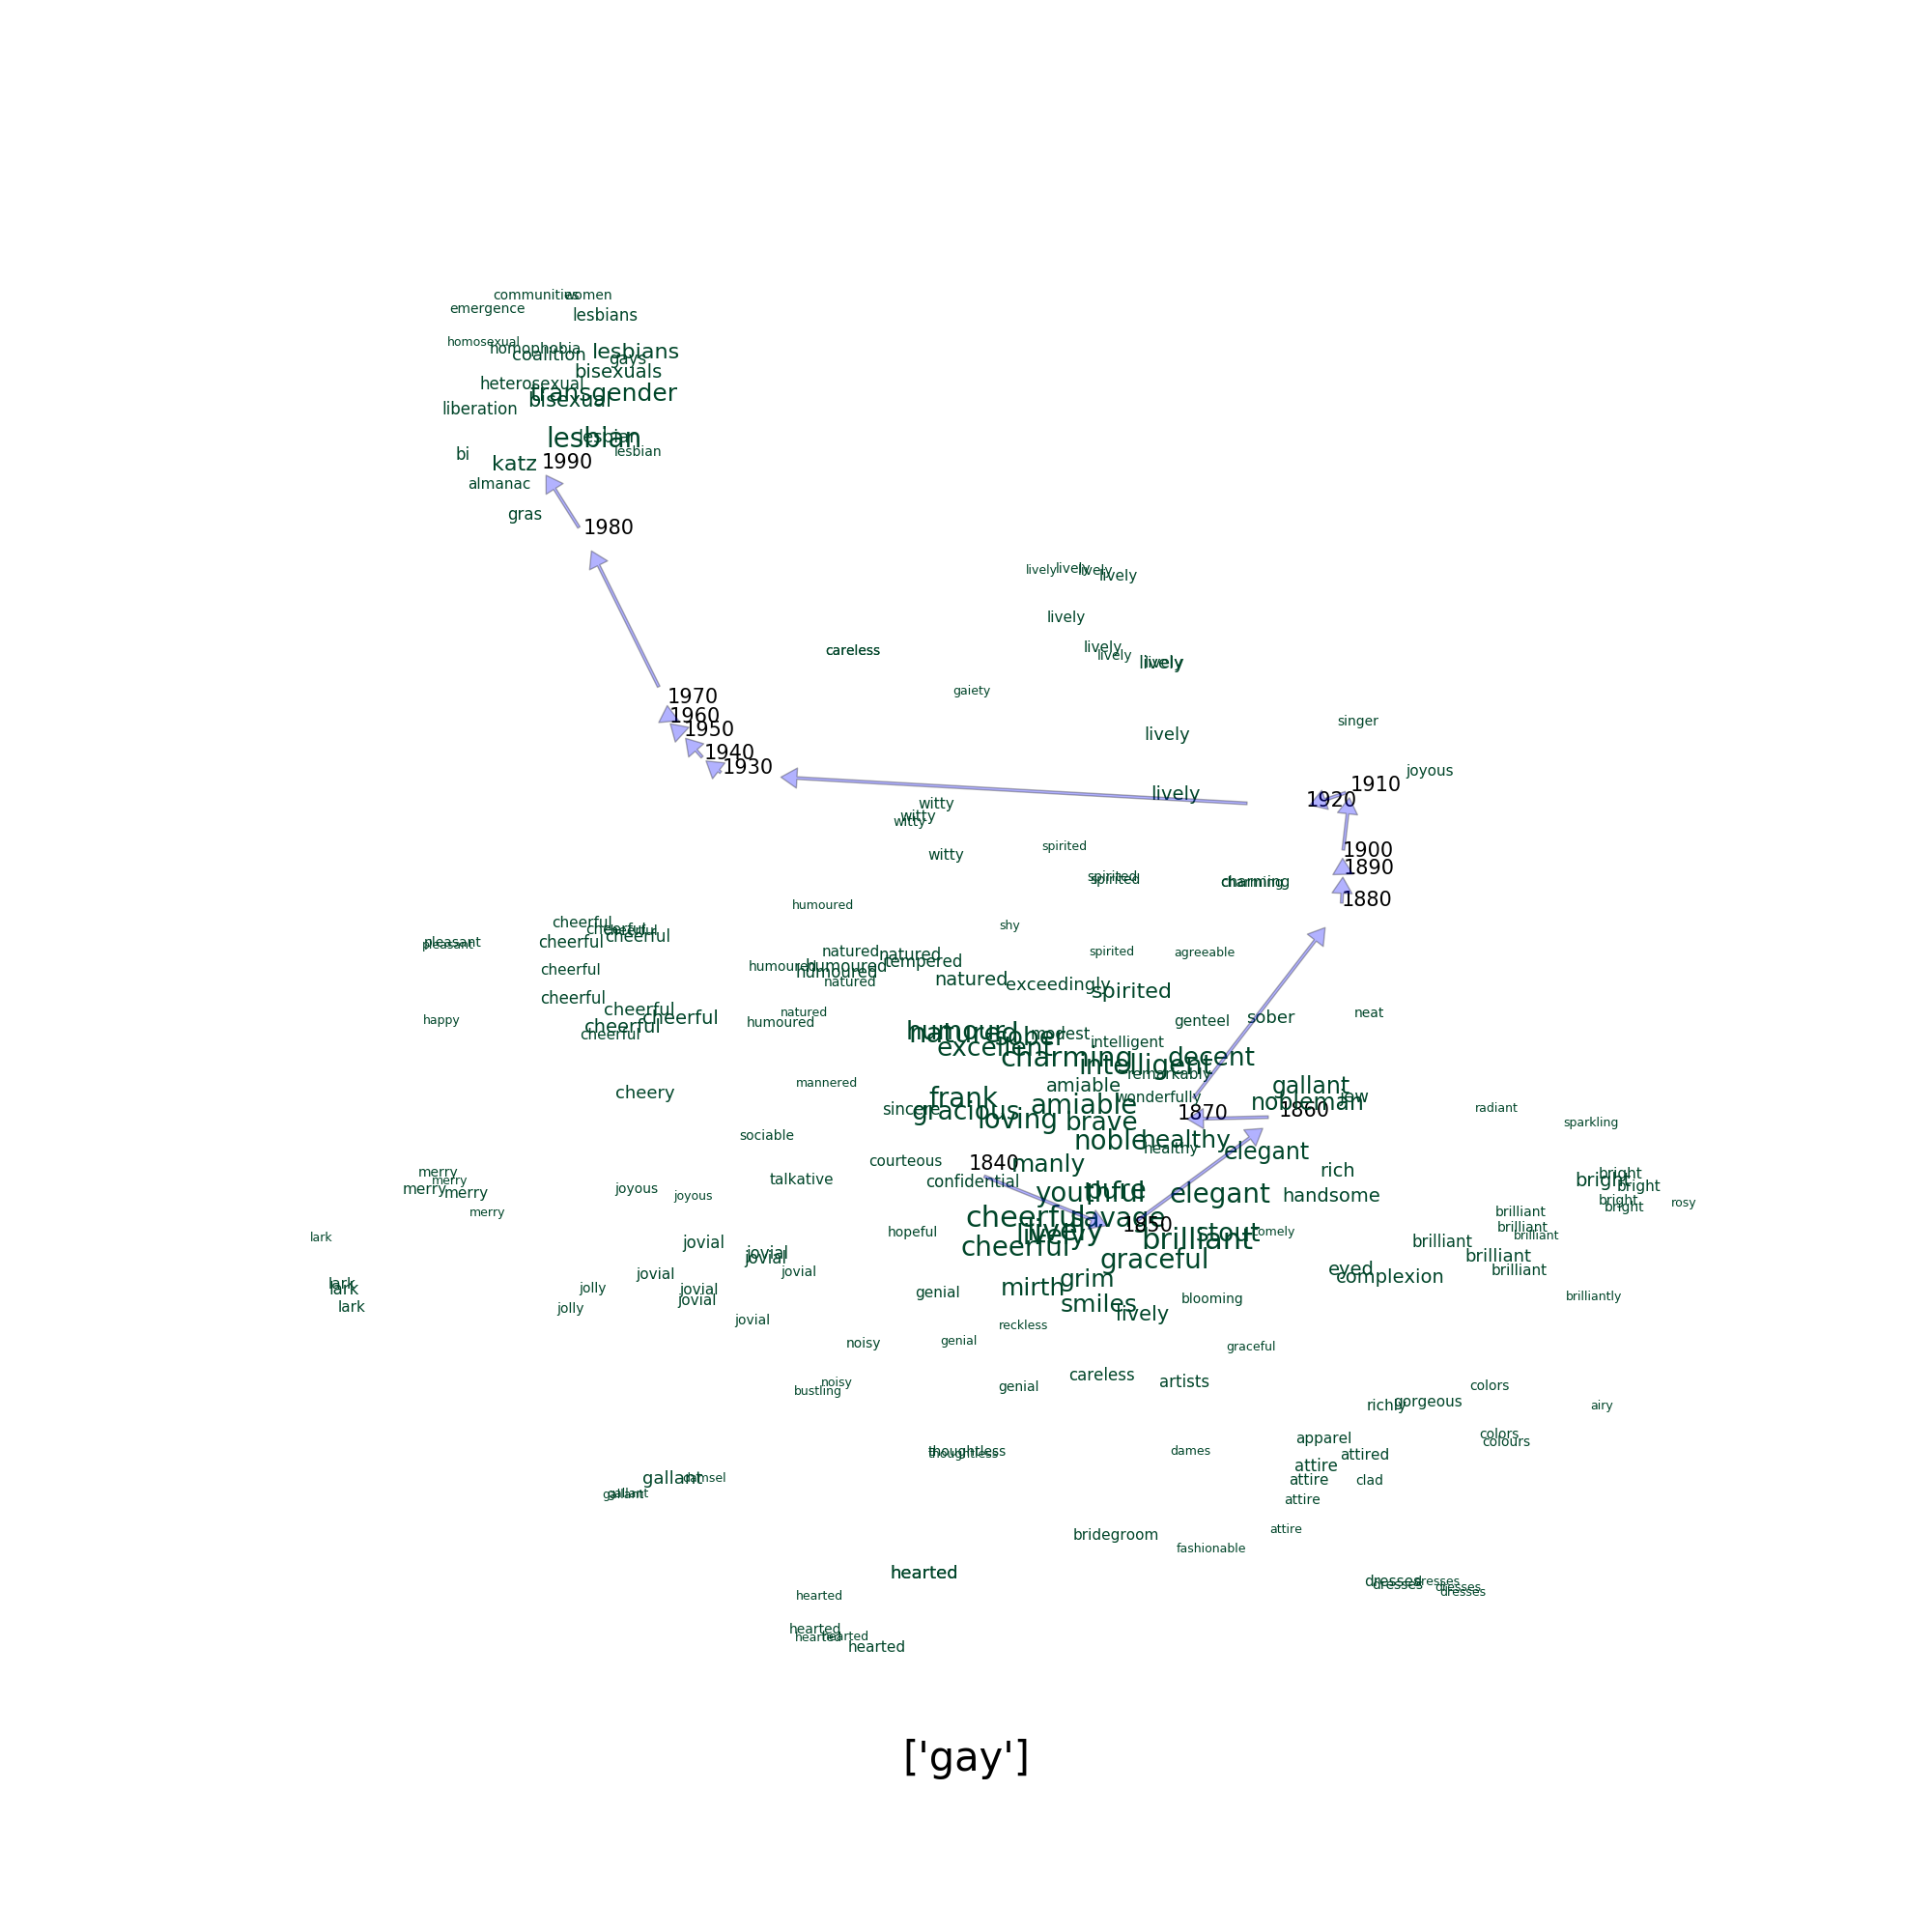 communities
women
emergence
lesbians
homosexual
homophobia
lesbians
coalition
gays
bisexuals
heterosexual
transgender
bisexual
liberation
lesbian
lesbian
lesbian
bi
katz
1990
almanac
gras
1980
lively
lively
lively
lively
lively
careless
lively
lively
lively
lively
gaiety
1970
1960
singer
1950
lively
1940
1930
joyous
1910
lively
1920
witty
witty
witty
spirited
1900
witty
1890
spirited
spirited
charming
charming
1880
humoured
cheerful
shy
cheerful
cheerful
cheerful
pleasant
pleasant
cheerful
natured
natured
spirited
agreeable
tempered
humoured
humoured
cheerful
humoured
natured
natured
exceedingly
spirited
cheerful
cheerful
natured
neat
cheerful
sober
happy
genteel
humoured
cheerful
cheerful
humour
natured
sober
modest
intelligent
excellent
charming
decent
intelligent
remarkably
mannered
amiable
gallant
cheery
frank
wonderfully
jew
nobleman
amiable
sincere
gracious
1860
radiant
1870
loving
brave
sparkling
sociable
noble
healthy
healthy
elegant
courteous
1840
manly
merry
rich
bright
talkative
merry
confidential
bright
bright
merry
merry
joyous
youthful
pure
elegant
joyous
handsome
bright
rosy
bright
merry
cheerful
savage
brilliant
1850
brilliant
hopeful
lively
lively
stout
comely
brilliant
lark
brilliant
brilliant
jovial
cheerful
jovial
jovial
brilliant
graceful
eyed
brilliant
jovial
jovial
complexion
grim
lark
lark
jolly
jovial
mirth
genial
brilliantly
blooming
jovial
smiles
lark
jolly
lively
jovial
reckless
noisy
genial
graceful
careless
artists
noisy
genial
colors
bustling
gorgeous
richly
airy
colors
apparel
colours
thoughtless
thoughtless
dames
attired
attire
gallant
damsel
attire
clad
gallant
gallant
attire
attire
bridegroom
fashionable
hearted
dresses
dresses
dresses
dresses
dresses
hearted
hearted
hearted
hearted
hearted
['gay']